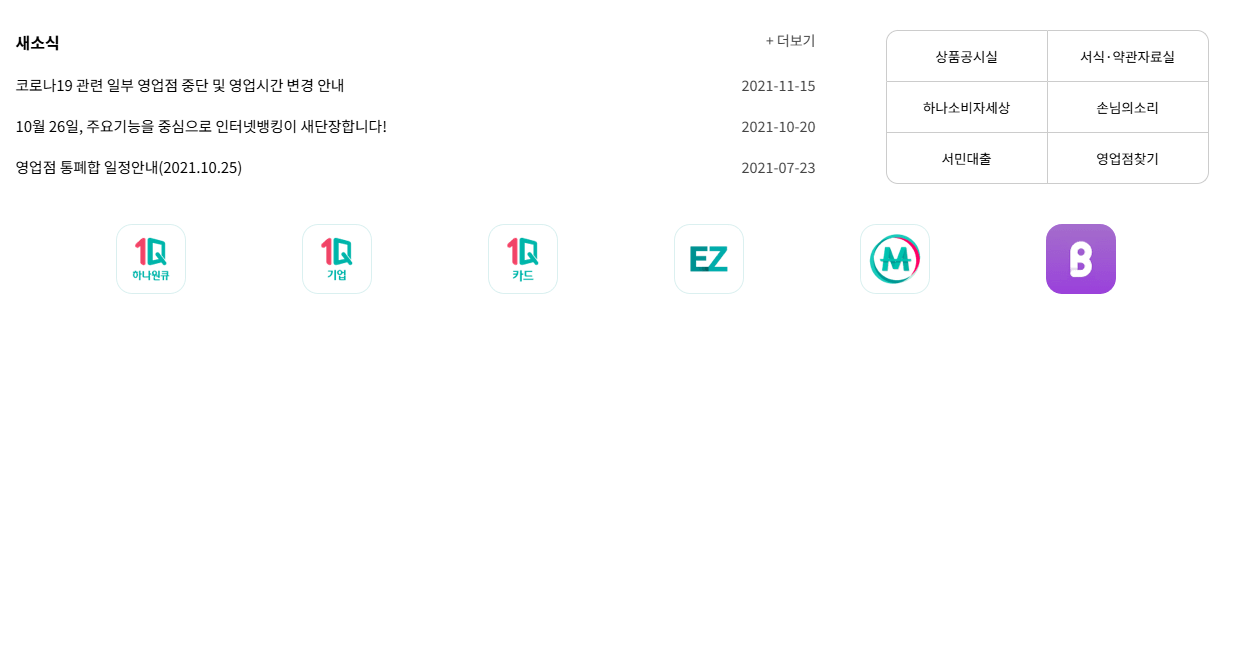 새소식
+ 더보기
코로나19 관련 일부 영업점 중단 및 영업시간 변경 안내
2021-11-15
10월 26일, 주요기능을 중심으로 인터넷뱅킹이 새단장합니다!
2021-10-20
영업점 통폐합 일정안내(2021.10.25)
2021-07-23
상품공시실
서식·약관자료실
하나소비자세상
손님의소리
서민대출
영업점찾기
1Q
하나원큐
1Q
기업
1Q
카드
EZ
M
B